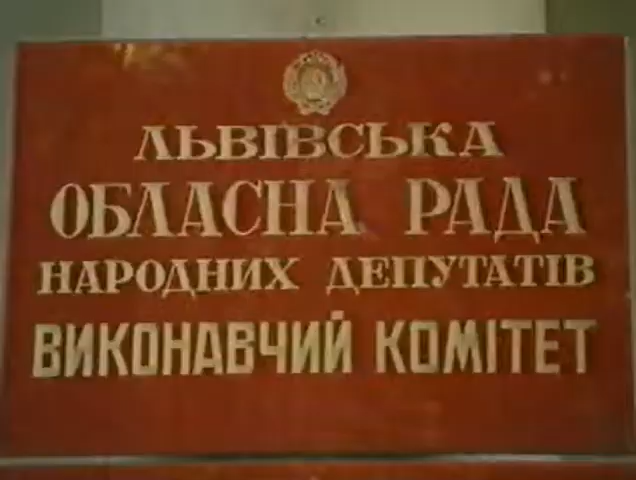 ЛЬВІВСЬКА
ОБЛАСНА РАДА
НАРОДНИХ ДЕПУТАТІВ
ВИКОНАВЧИЙ КОМІТЕТ